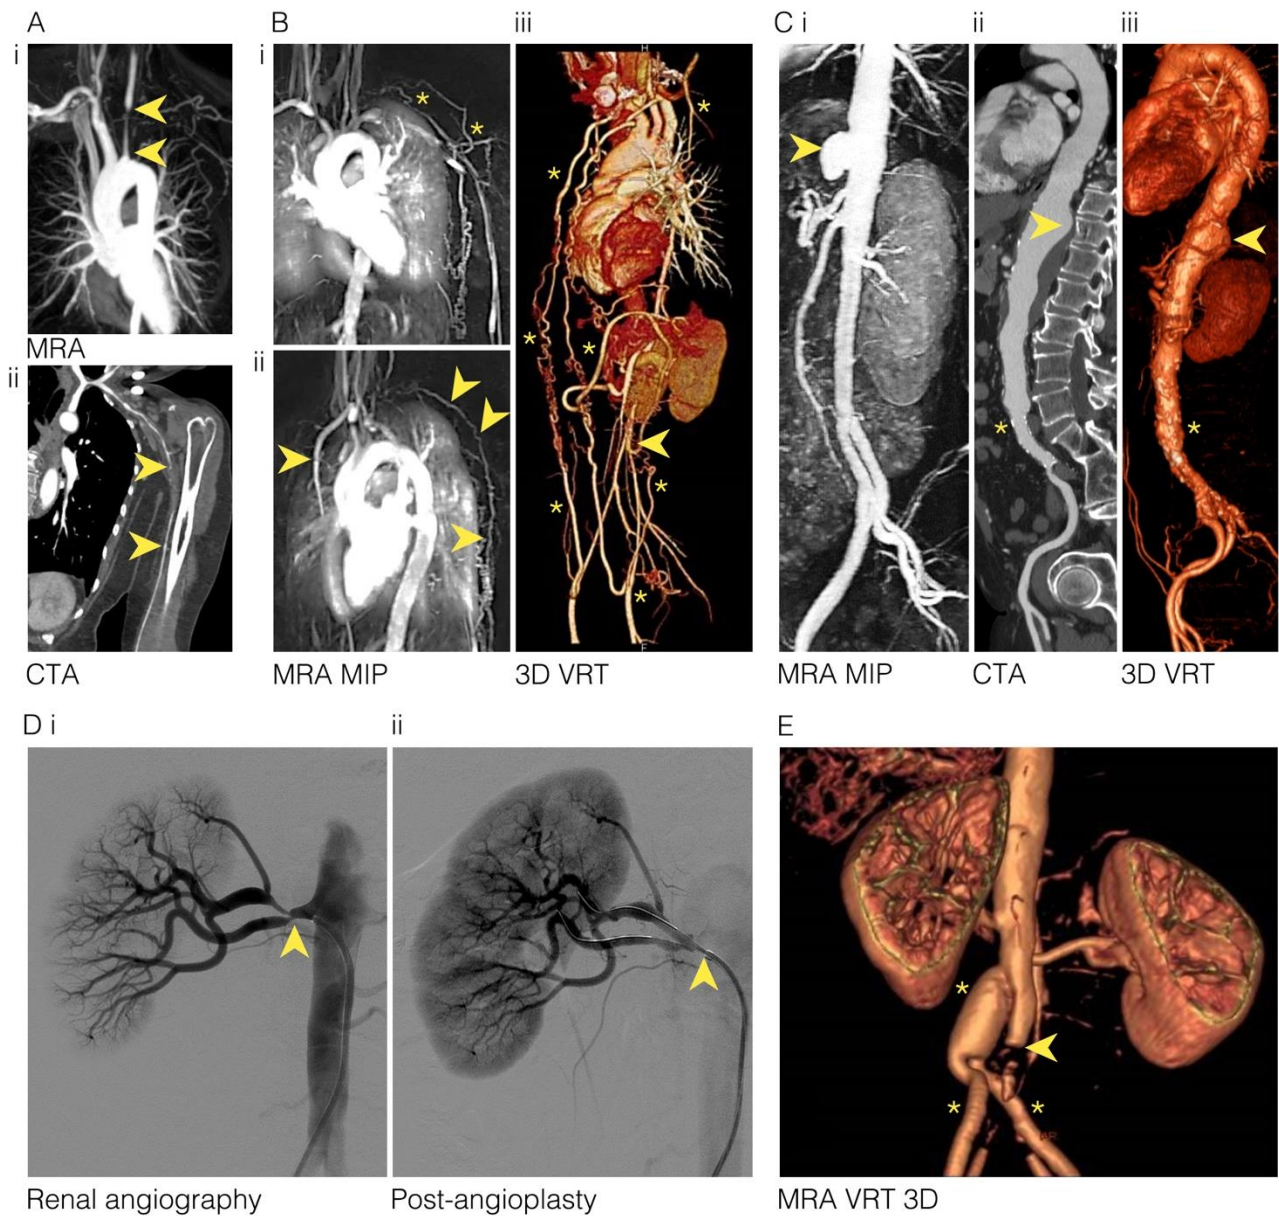 A
B
iii
C i
ii
iii
i
i
H
MRA
ii
ii
F
CTA
MRA MIP
3D VRT
MRA MIP
CTA
3D VRT
D i
ii
E
Renal angiography
Post-angioplasty
MRA VRT 3D